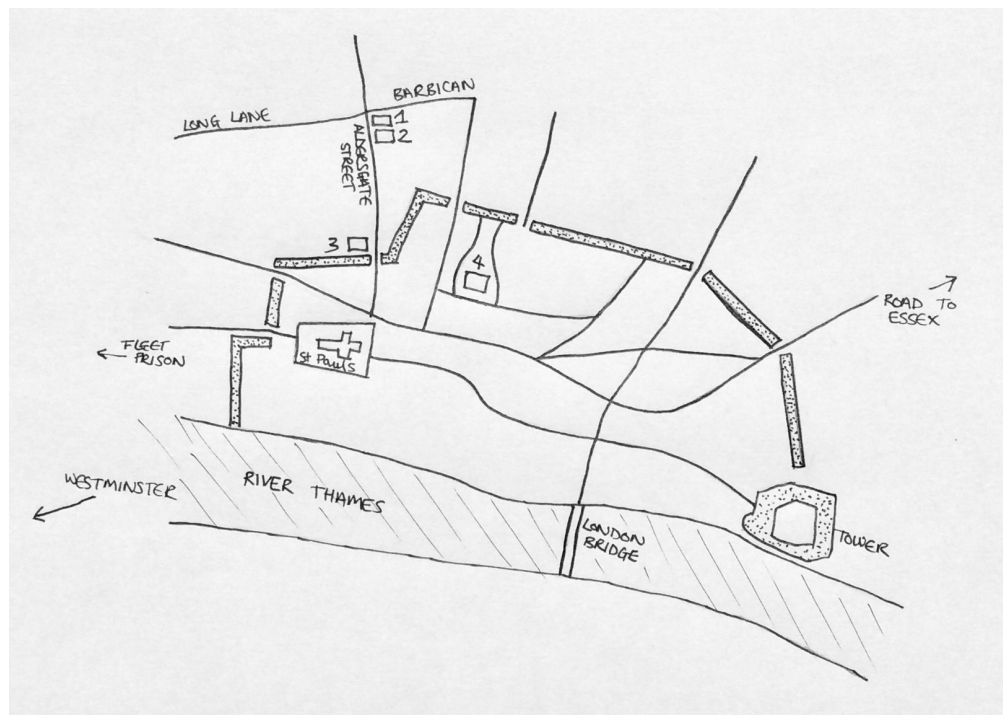 BARBICAN
LONG LANE
1
2
ALDERSGATE
STREET
3
4
ROAD TO
ESSEX
FLEET
PRISON
St Pauls
WESTMINSTER
RIVER THAMES
LONDON
BRIDGE
TOWER